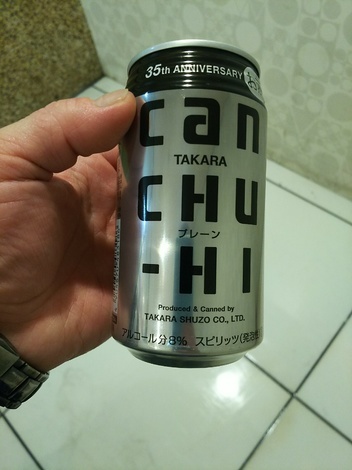 35th ANNIVERSARY
can
TAKARA
CHU
プレーン
-HI
Produced & Canned by
TAKARA SHUZO CO., LTD.
アルコール分8% スピリッツ(発泡性)